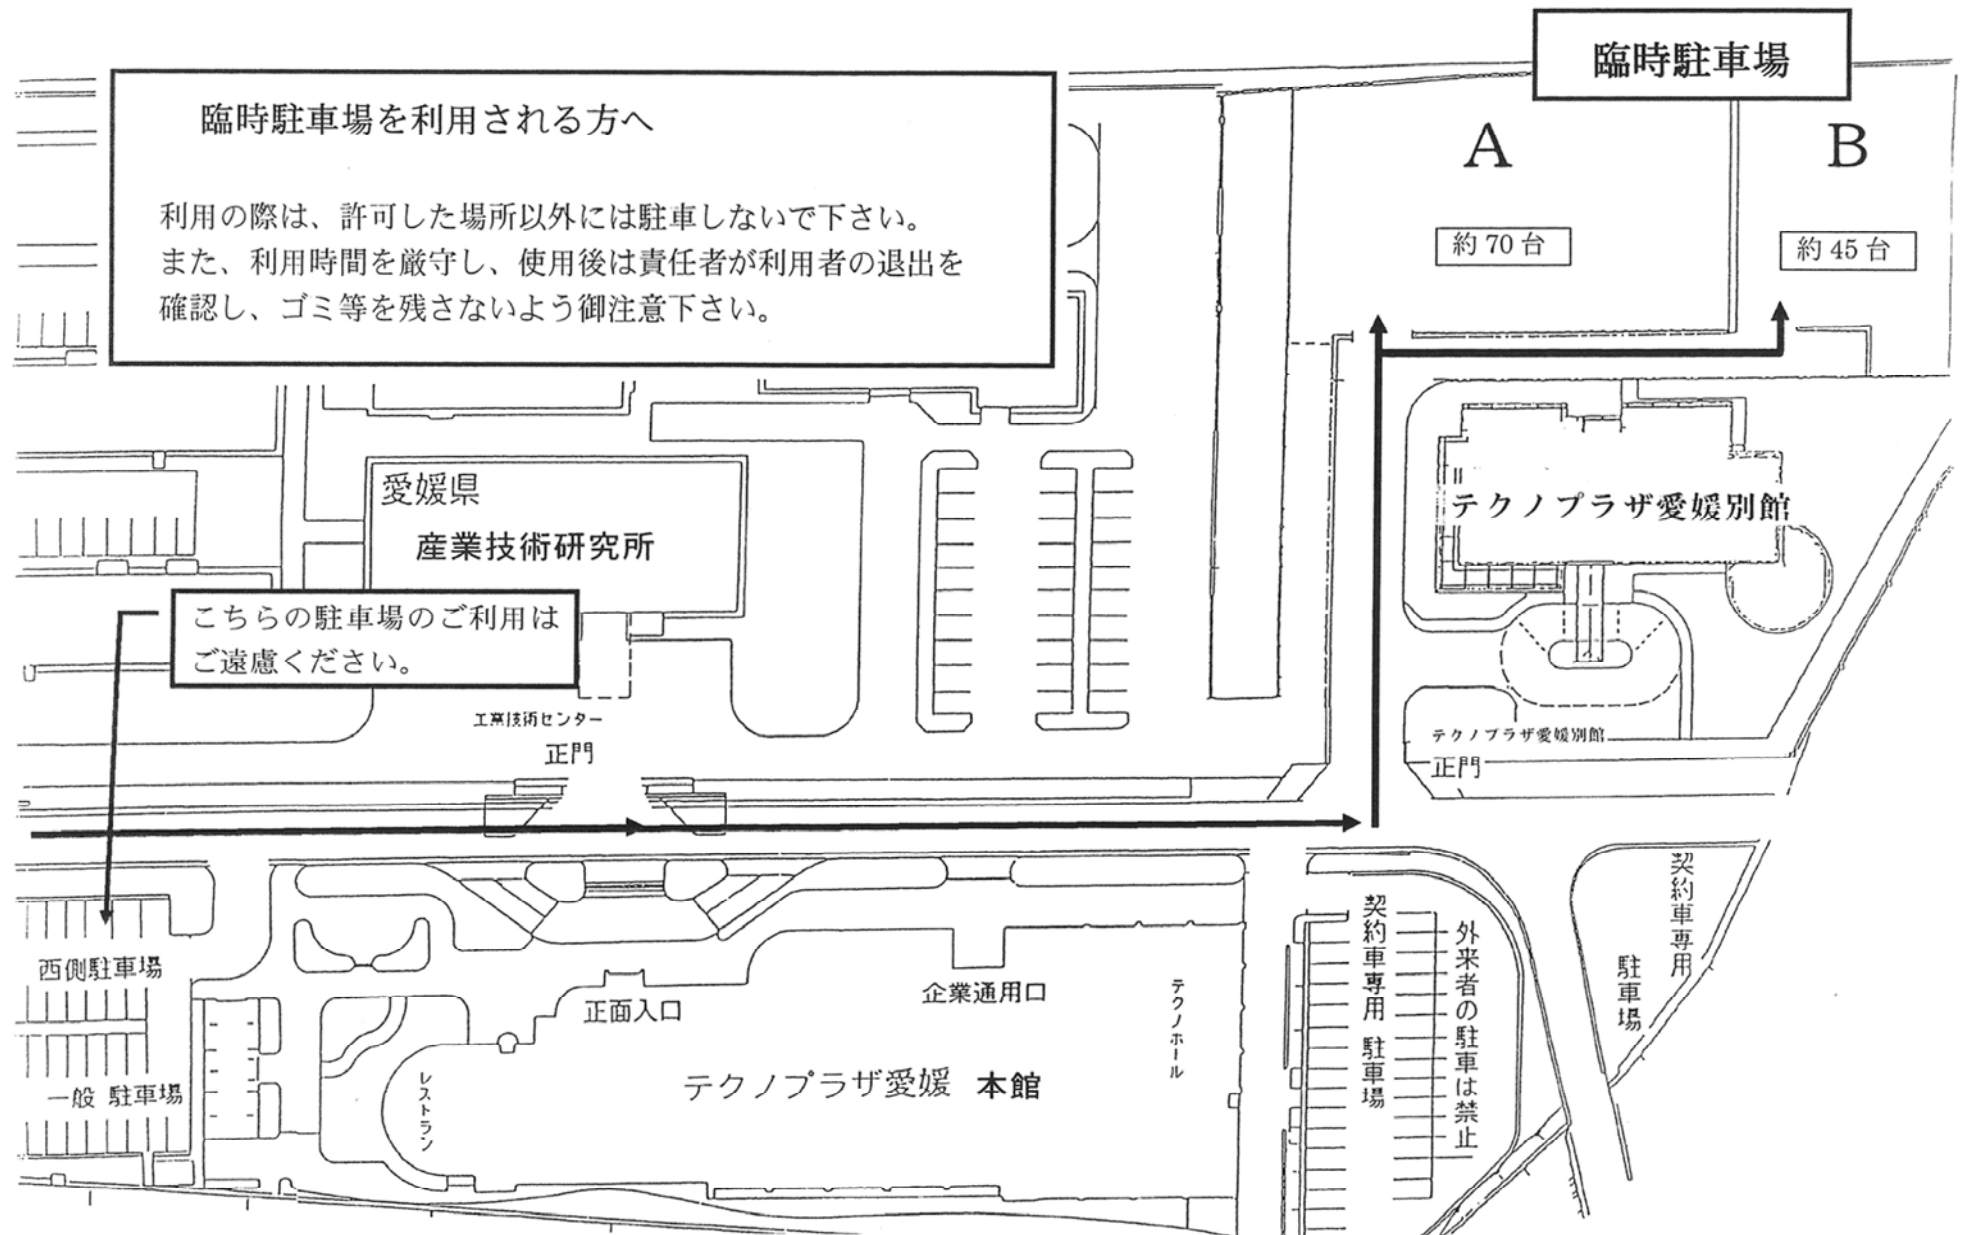 臨時駐車場
臨時駐車場を利用される方へ
利用の際は、許可した場所以外には駐車しないで下さい。
また、利用時間を厳守し、使用後は責任者が利用者の退出を
確認し、ゴミ等を残さないよう御注意下さい。
A
B
約 70 台
約 45 台
愛媛県
産業技術研究所
テクノプラザ愛媛別館
こちらの駐車場のご利用は
ご遠慮ください。
工業技術センター
正門
テクノプラザ愛媛別館
正門
西側駐車場
一般 駐車場
正面入口
企業通用口
テクノホール
レストラン
テクノプラザ愛媛 本館
契約車専用 駐車場
外来者の駐車は禁止
契約車専用
駐車場